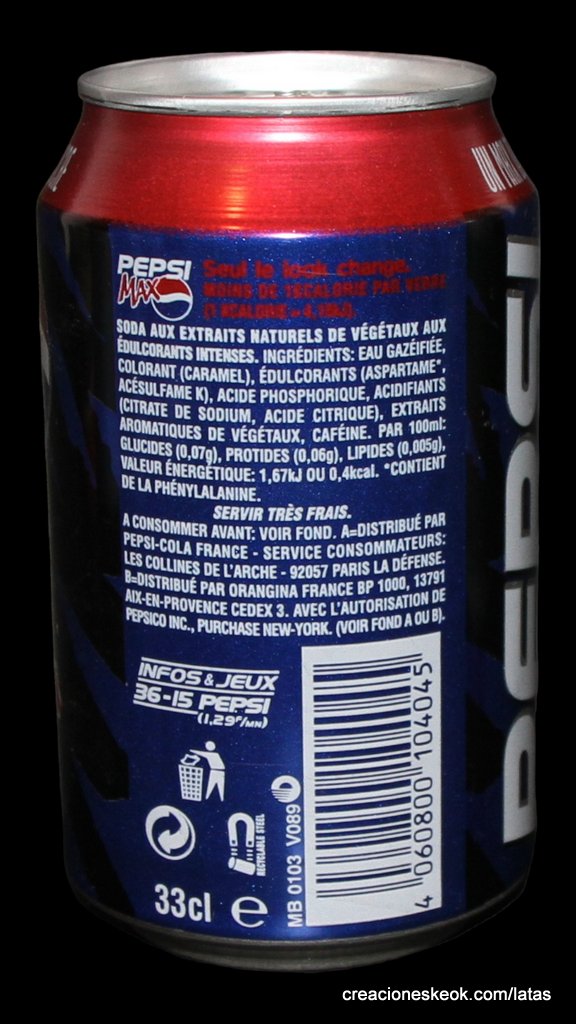 UN MAX
PEPSI
MAX
Seul le look change.
MOINS DE 1KCALORIE PAR VERRE
(1 KCALORIE = 4,18kJ).
SODA AUX EXTRAITS NATURELS DE VÉGÉTAUX AUX
ÉDULCORANTS INTENSES. INGRÉDIENTS: EAU GAZÉIFIÉE,
COLORANT (CARAMEL), ÉDULCORANTS (ASPARTAME*,
ACÉSULFAME K), ACIDE PHOSPHORIQUE, ACIDIFIANTS
(CITRATE DE SODIUM, ACIDE CITRIQUE), EXTRAITS
AROMATIQUES DE VÉGÉTAUX, CAFÉINE. PAR 100ml:
GLUCIDES (0,07g), PROTIDES (0,06g), LIPIDES (0,005g),
VALEUR ÉNERGÉTIQUE: 1,67kJ OU 0,4kcal. *CONTIENT
DE LA PHÉNYLALANINE.
SERVIR TRÈS FRAIS.
A CONSOMMER AVANT: VOIR FOND. A=DISTRIBUÉ PAR
PEPSI-COLA FRANCE - SERVICE CONSOMMATEURS:
LES COLLINES DE L'ARCHE - 92057 PARIS LA DÉFENSE.
B=DISTRIBUÉ PAR ORANGINA FRANCE BP 1000, 13791
AIX-EN-PROVENCE CEDEX 3. AVEC L'AUTORISATION DE
PEPSICO INC., PURCHASE NEW-YORK. (VOIR FOND A OU B).
INFOS & JEUX
36-15 PEPSI
(1,29F/MN)
RECYCLABLE STEEL
33cl e
MB 0103 V089
4 060800 104045
PEPSI
creacioneskeok.com/latas